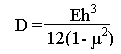 D = Eh³
12(1- μ²)